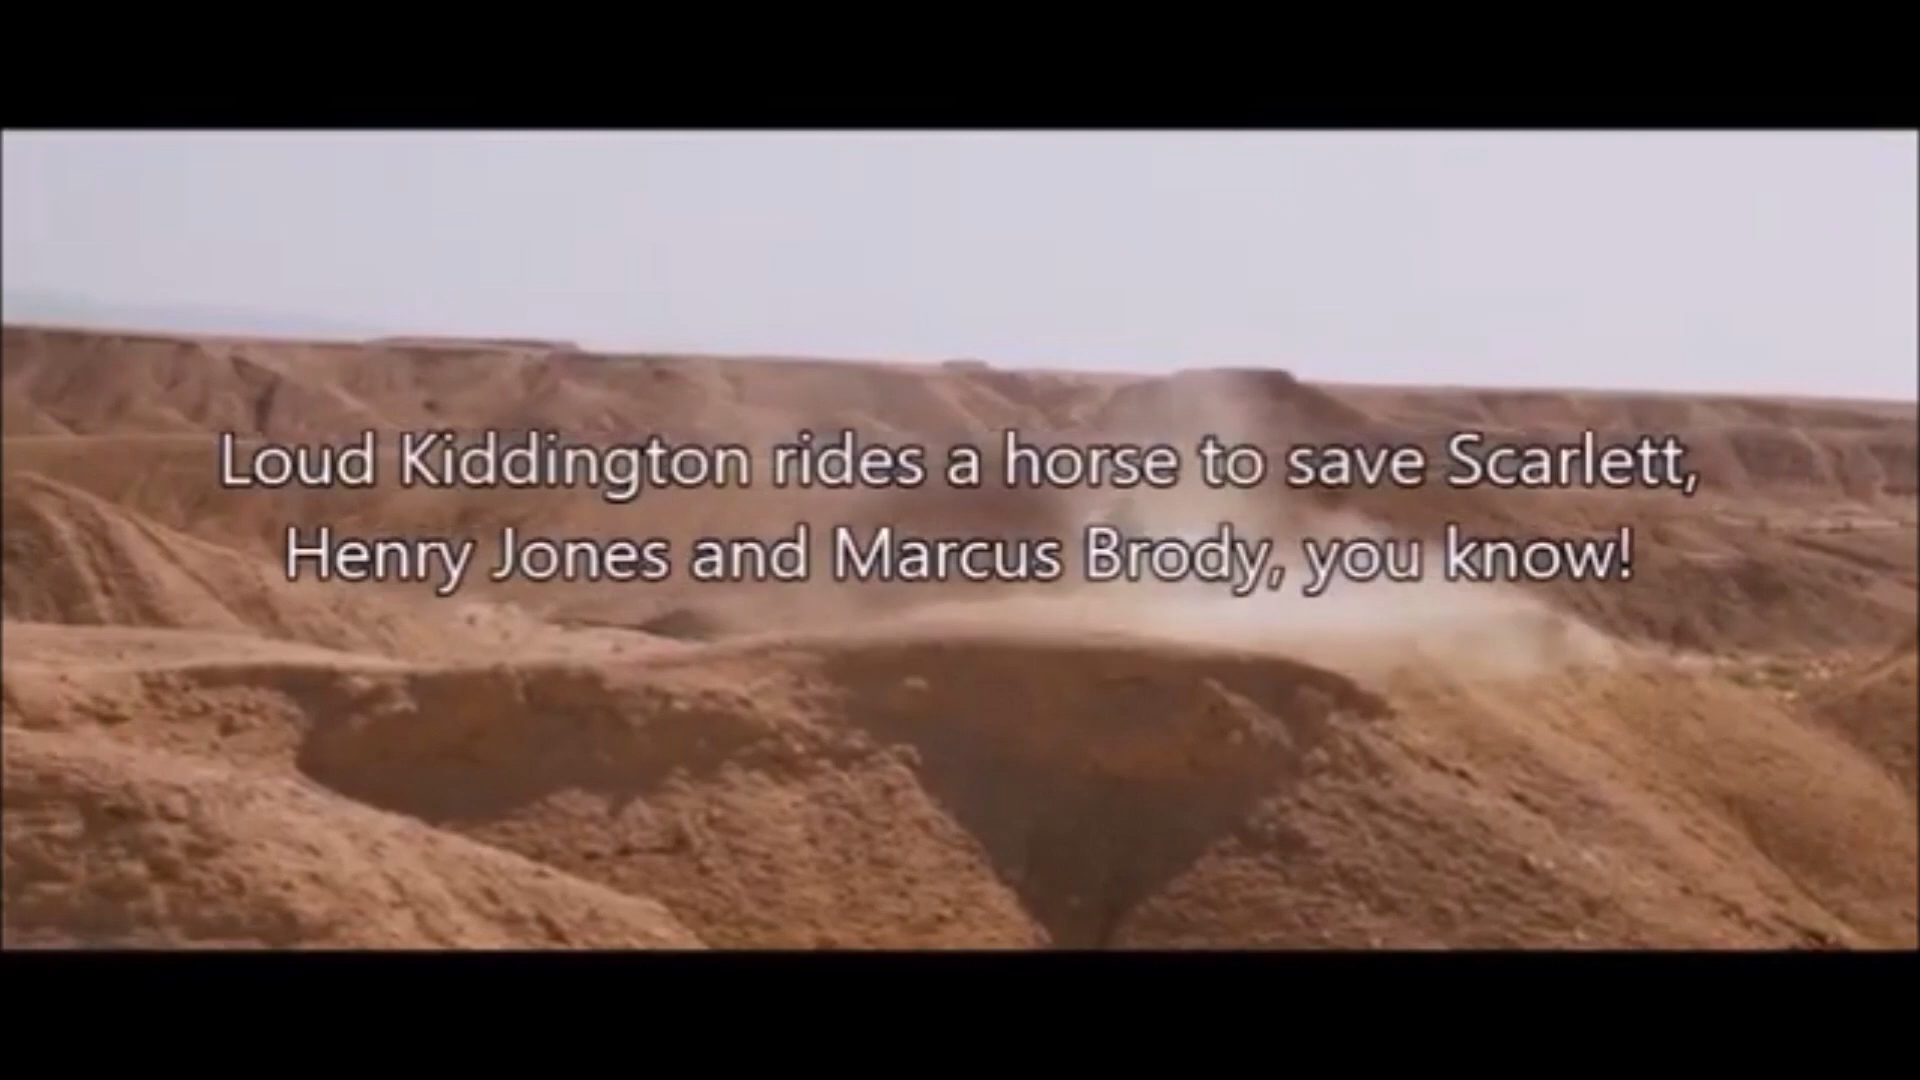 Loud Kiddington rides a horse to save Scarlett,
Henry Jones and Marcus Brody, you know!